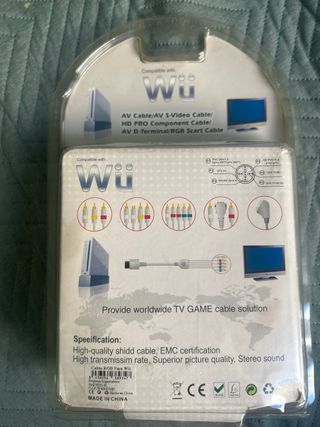 Compatible with
Wii
AV Cable/AV S-Video Cable/
HD PRO Component Cable/
AV D-Terminal/RGB Scart Cable
Compatible with
Wii
Provide worldwide TV GAME cable solution
Speeification:
High-quality shidd cable, EMC certification
High transmissim rate, Superior picture quality, Stereo sound
Cable RGB Para Wii
MADE IN CHINA
CE